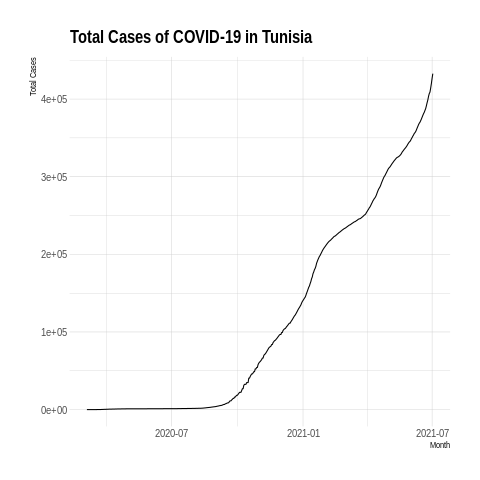 Total Cases of COVID-19 in Tunisia
Total Cases
4e+05
3e+05
2e+05
1e+05
0e+00
2020-07
2021-01
2021-07
Month